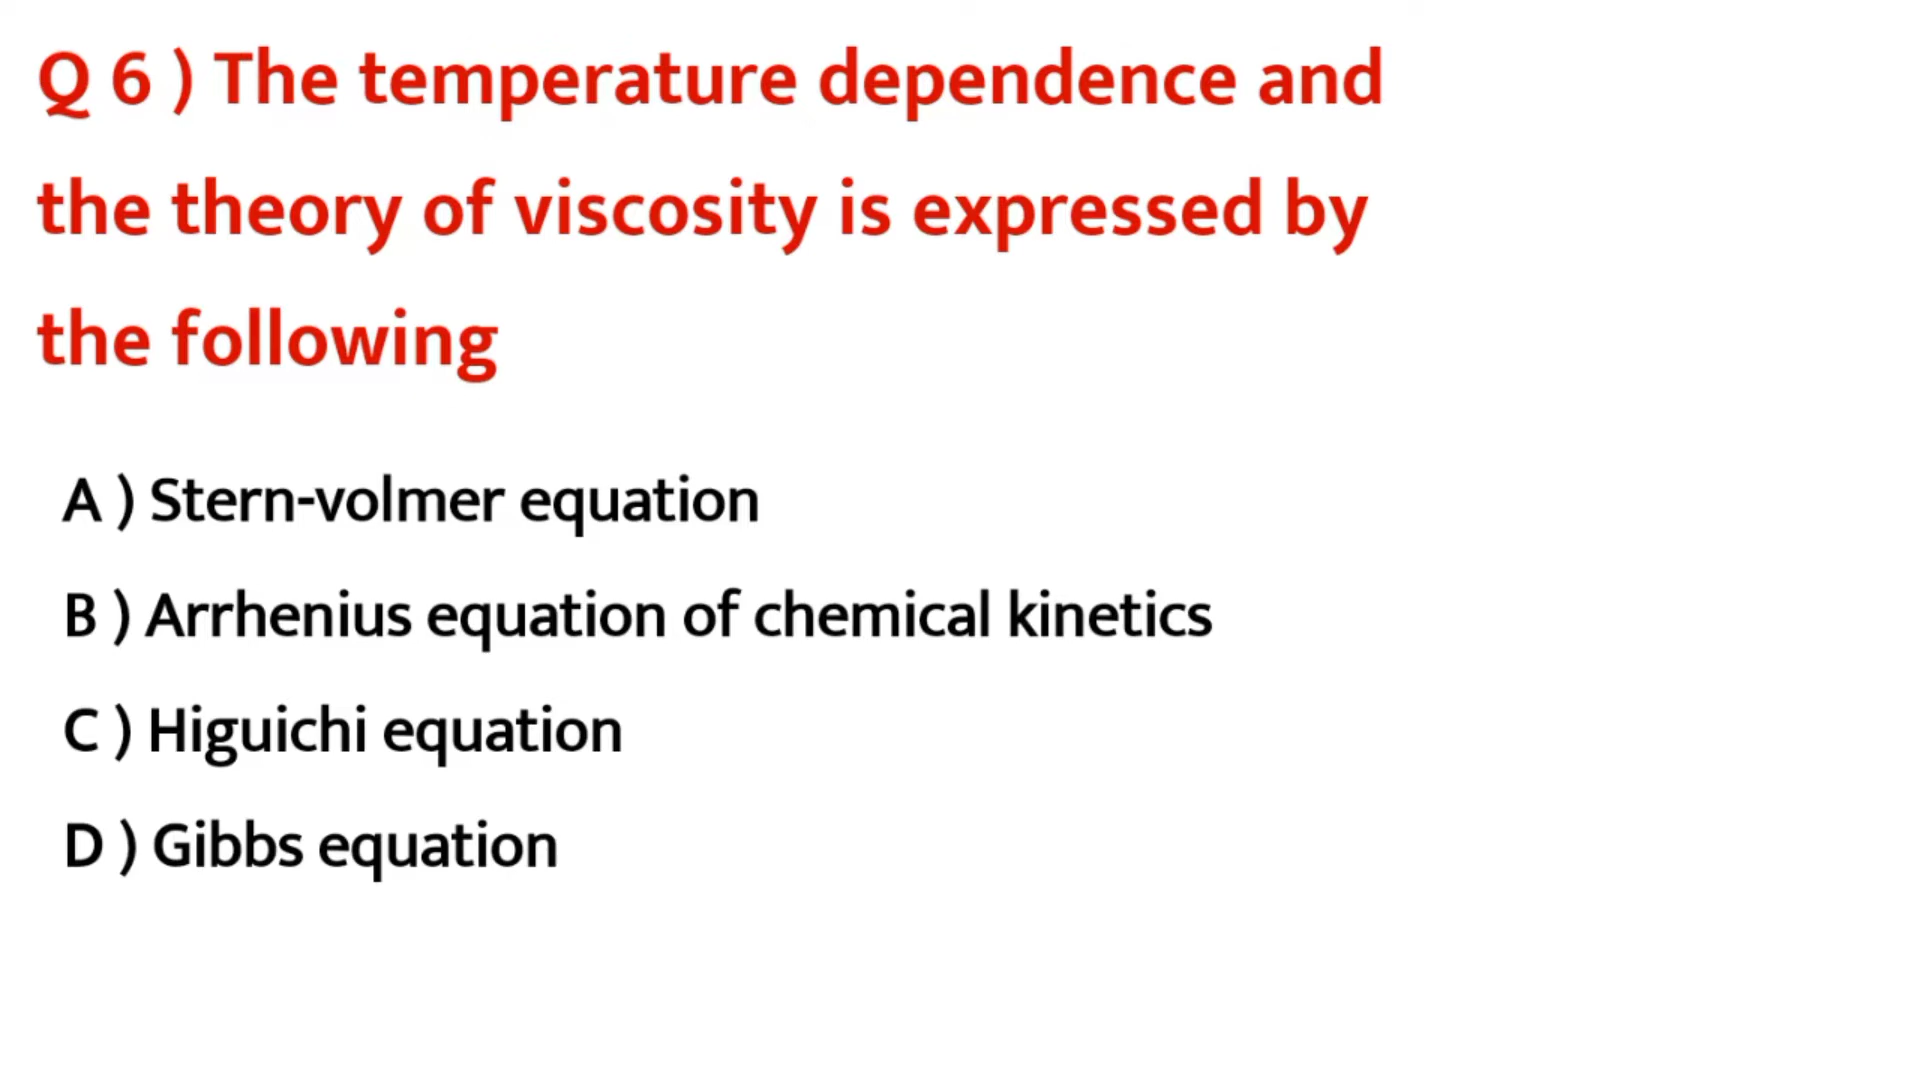 Q 6 ) The temperature dependence and
the theory of viscosity is expressed by
the following
A ) Stern-volmer equation
B ) Arrhenius equation of chemical kinetics
C ) Higuichi equation
D ) Gibbs equation